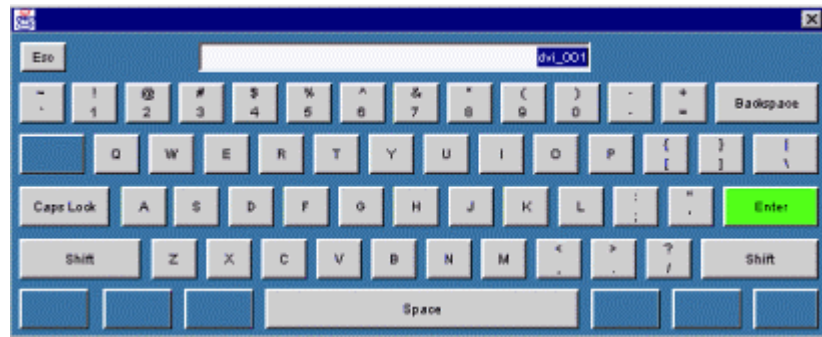 Esc dvi_001
~ ! @ # $ % ^ & * ( ) - +
` 1 2 3 4 5 6 7 8 9 0 - = Backspace
Q W E R T Y U I O P { } |
[ ] \
Caps Lock A S D F G H J K L : " Enter
; '
Shift Z X C V B N M < > ? Shift
, . /
Space